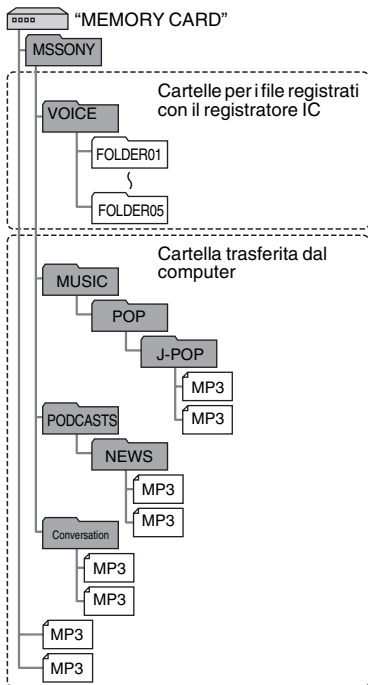 “MEMORY CARD”
MSSONY
Cartelle per i file registrati
con il registratore IC
VOICE
FOLDER01
FOLDER05
Cartella trasferita dal
computer
MUSIC
POP
J-POP
MP3
MP3
PODCASTS
NEWS
MP3
MP3
Conversation
MP3
MP3
MP3
MP3